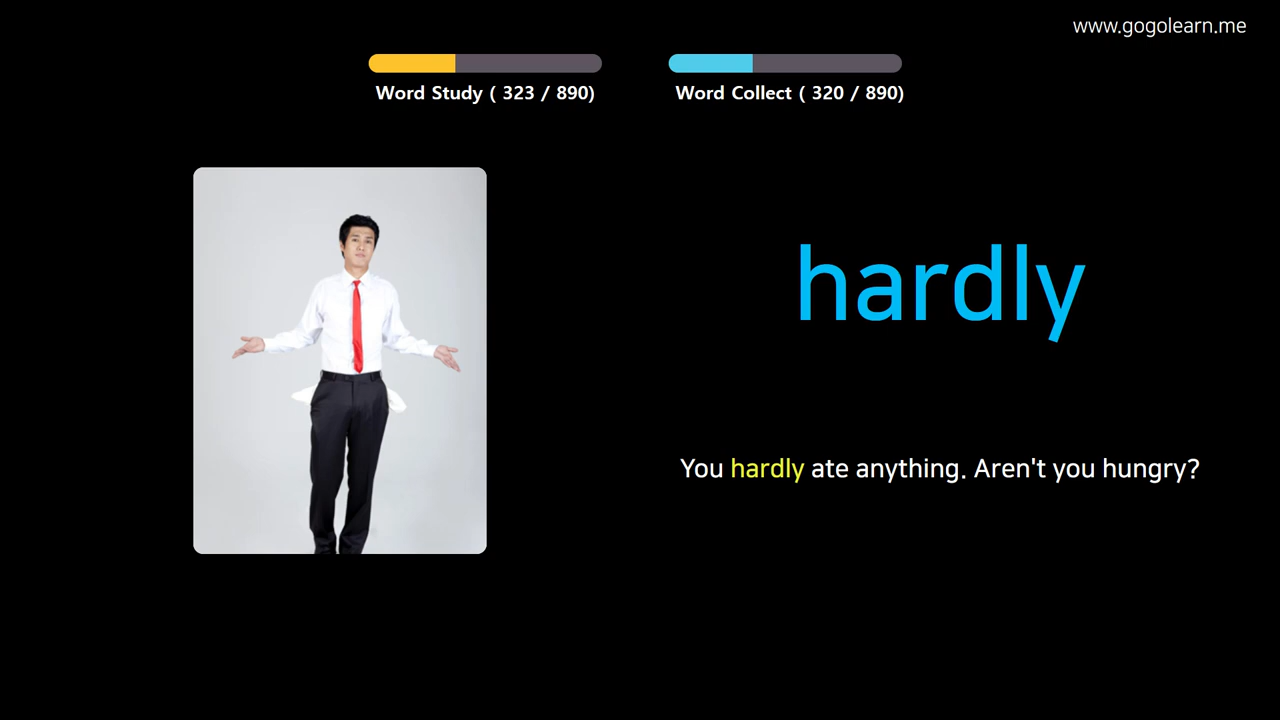 www.gogolearn.me
Word Study ( 323 / 890)
Word Collect ( 320 / 890)
hardly
You hardly ate anything. Aren't you hungry?